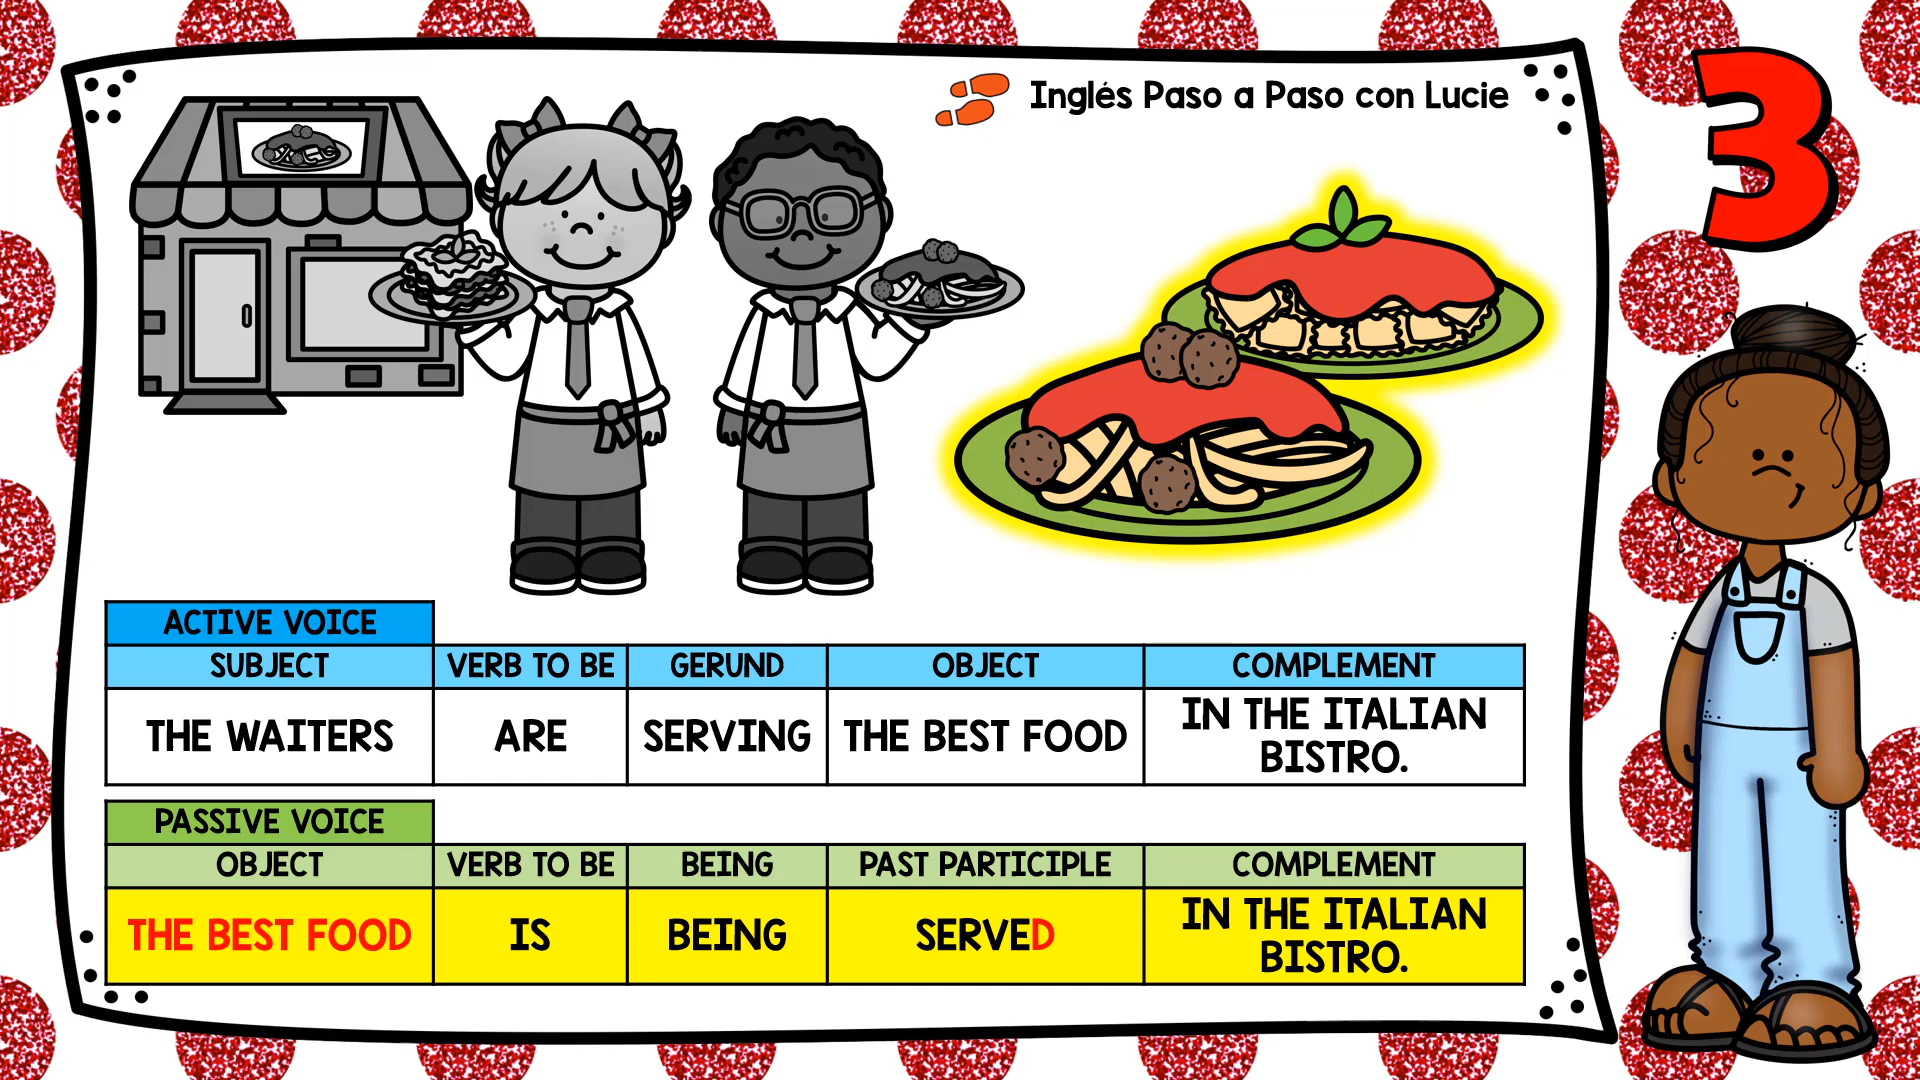 Inglés Paso a Paso con Lucie
3
ACTIVE VOICE
SUBJECT VERB TO BE GERUND OBJECT COMPLEMENT
THE WAITERS ARE SERVING THE BEST FOOD IN THE ITALIAN
BISTRO.
PASSIVE VOICE
OBJECT VERB TO BE BEING PAST PARTICIPLE COMPLEMENT
THE BEST FOOD IS BEING SERVED IN THE ITALIAN
BISTRO.